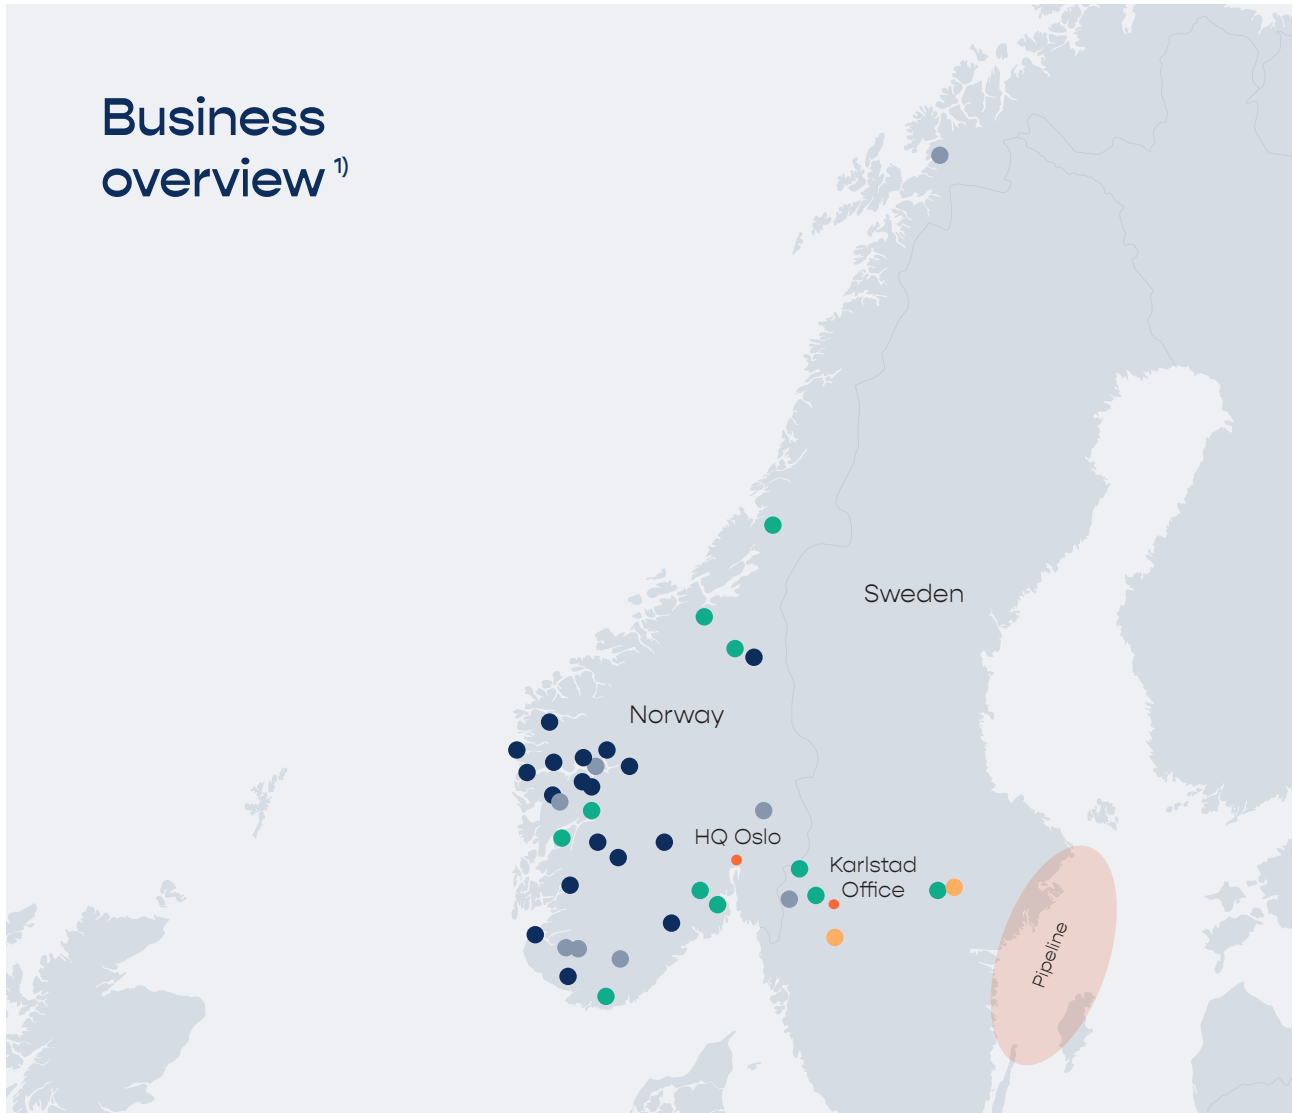 Business
overview 1)
Sweden
Norway
HQ Oslo
Karlstad
Office
Pipeline